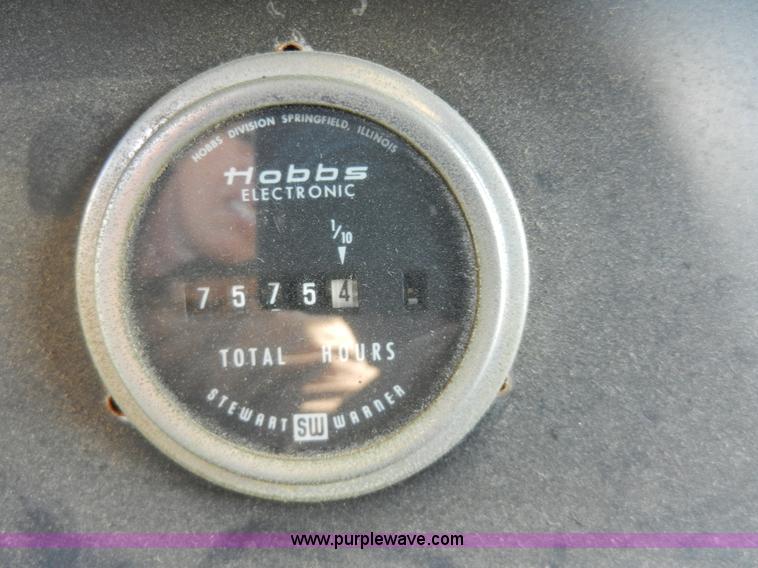 HOBBS DIVISION SPRINGFIELD, ILLINOIS
Hobbs
ELECTRONIC
1/10
7 5 7 5 4
TOTAL HOURS
STEWART SW WARNER
www.purplewave.com